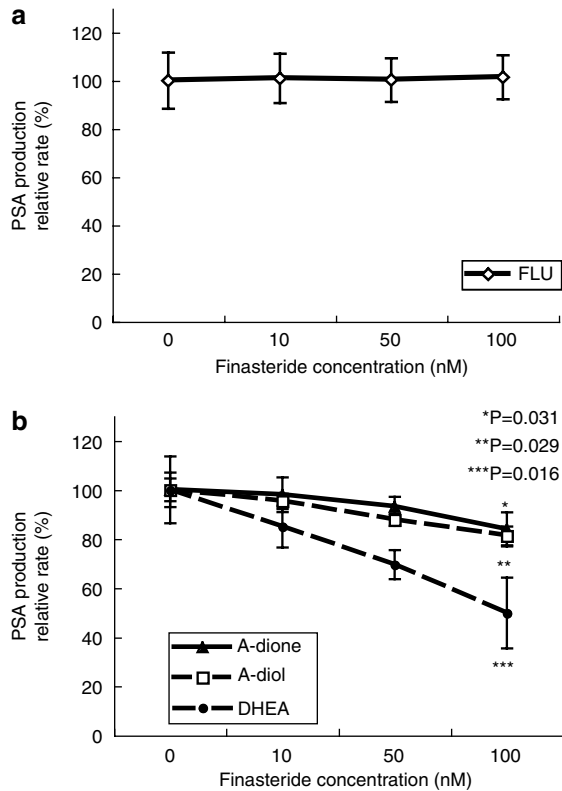 a
PSA production
relative rate (%)
120
100
80
60
40
20
0
FLU
0 10 50 100
Finasteride concentration (nM)
b
*P=0.031
**P=0.029
***P=0.016
PSA production
relative rate (%)
120
100
80
60
40
20
0
*
**
***
A-dione
A-diol
DHEA
0 10 50 100
Finasteride concentration (nM)